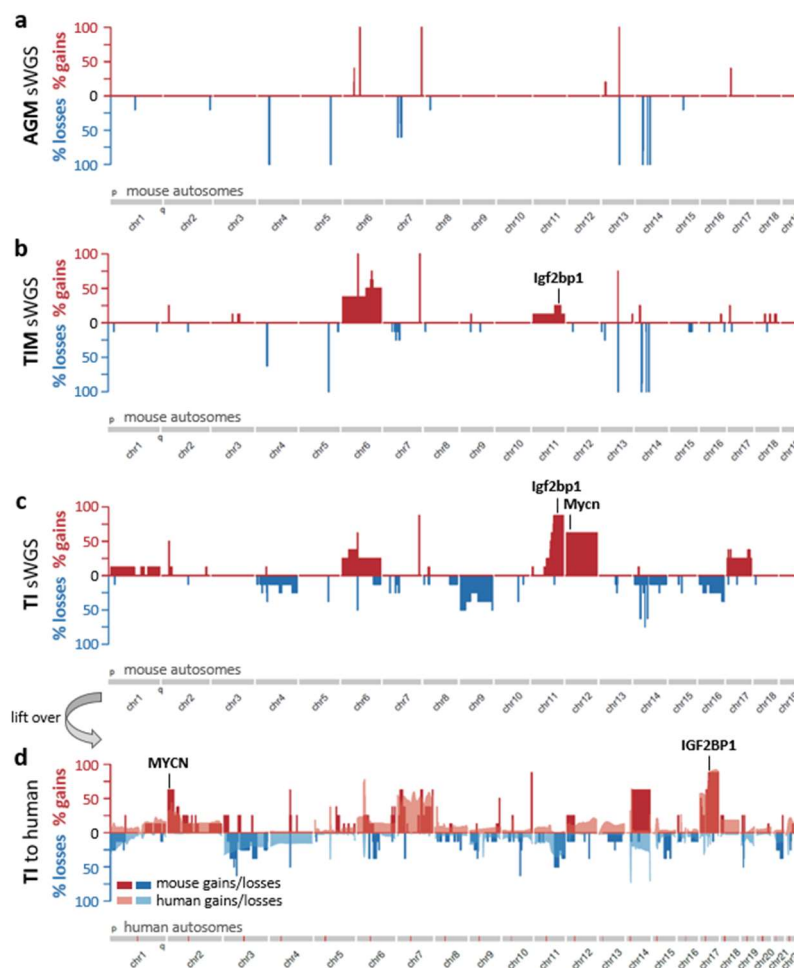 a
AGM sWGS
% gains
% losses
100
50
0
50
100
p mouse autosomes
q
chr1 chr2 chr3 chr4 chr5 chr6 chr7 chr8 chr9 chr10 chr11 chr12 chr13 chr14 chr15 chr16 chr17 chr18
b
TIM sWGS
% gains
% losses
100
50
0
50
100
Igf2bp1
p mouse autosomes
q
chr1 chr2 chr3 chr4 chr5 chr6 chr7 chr8 chr9 chr10 chr11 chr12 chr13 chr14 chr15 chr16 chr17 chr18
c
TI sWGS
% gains
% losses
100
50
0
50
100
Igf2bp1
Mycn
p mouse autosomes
q
chr1 chr2 chr3 chr4 chr5 chr6 chr7 chr8 chr9 chr10 chr11 chr12 chr13 chr14 chr15 chr16 chr17 chr18
lift over
d
TI to human
% gains
% losses
100
50
0
50
100
MYCN
IGF2BP1
mouse gains/losses
human gains/losses
p human autosomes
q
chr1 chr2 chr3 chr4 chr5 chr6 chr7 chr8 chr9 chr10 chr11 chr12 chr13 chr14 chr15 chr16 chr17 chr18 chr19 chr20 chr21